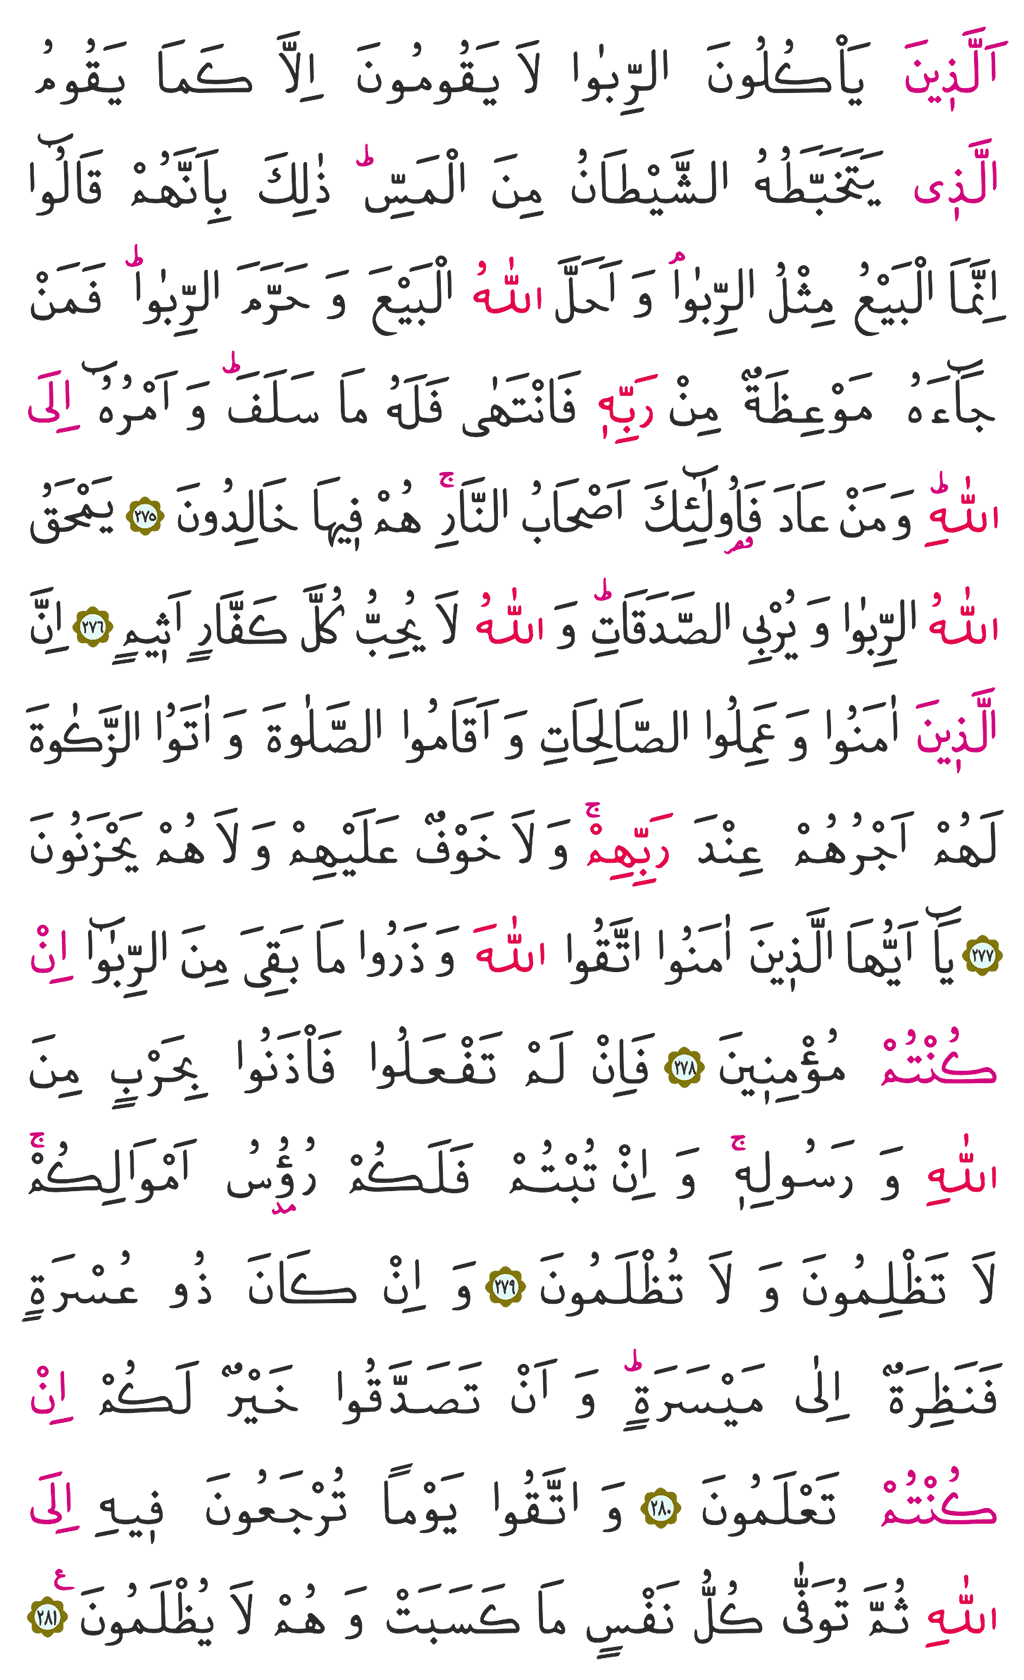 اَلَّذ۪ينَ يَاْكُلُونَ الرِّبٰوا لَا يَقُومُونَ اِلَّا كَمَا يَقُومُ
الَّذ۪ى يَتَخَبَّطُهُ الشَّيْطَانُ مِنَ الْمَسِّۜ ذٰلِكَ بِاَنَّهُمْ قَالُٓوا
اِنَّمَا الْبَيْعُ مِثْلُ الرِّبٰواۢ وَ اَحَلَّ اللّٰهُ الْبَيْعَ وَ حَرَّمَ الرِّبٰواۜ فَمَنْ
جَٓاءَهُ مَوْعِظَةٌ مِنْ رَبِّه۪ فَانْتَهٰى فَلَهُ مَا سَلَفَۜ وَ اَمْرُهُٓ اِلَى
اللّٰهِۜ وَمَنْ عَادَ فَاُو۬لٰٓئِكَ اَصْحَابُ النَّارِۚ هُمْ ف۪يهَا خَالِدُونَ ﴿٢٧٥﴾ يَمْحَقُ
اللّٰهُ الرِّبٰوا وَ يُرْبِي الصَّدَقَاتِۜ وَ اللّٰهُ لَا يُحِبُّ كُلَّ كَفَّارٍ اَث۪يمٍ ﴿٢٧٦﴾ اِنَّ
الَّذ۪ينَ اٰمَنُوا وَ عَمِلُوا الصَّالِحَاتِ وَ اَقَامُوا الصَّلٰوةَ وَ اٰتَوُا الزَّكٰوةَ
لَهُمْ اَجْرُهُمْ عِنْدَ رَبِّهِمْۚ وَ لَا خَوْفٌ عَلَيْهِمْ وَ لَا هُمْ يَحْزَنُونَ
﴿٢٧٧﴾ يَٓا اَيُّهَا الَّذ۪ينَ اٰمَنُوا اتَّقُوا اللّٰهَ وَ ذَرُوا مَا بَقِىَ مِنَ الرِّبٰٓوا اِنْ
كُنْتُمْ مُؤْمِن۪ينَ ﴿٢٧٨﴾ فَاِنْ لَمْ تَفْعَلُوا فَاْذَنُوا بِحَرْبٍ مِنَ
اللّٰهِ وَ رَسُولِه۪ۚ وَ اِنْ تُبْتُمْ فَلَكُمْ رُؤُ۫سُ اَمْوَالِكُمْۚ
لَا تَظْلِمُونَ وَ لَا تُظْلَمُونَ ﴿٢٧٩﴾ وَ اِنْ كَانَ ذُو عُسْرَةٍ
فَنَظِرَةٌ اِلٰى مَيْسَرَةٍۜ وَ اَنْ تَصَدَّقُوا خَيْرٌ لَكُمْ اِنْ
كُنْتُمْ تَعْلَمُونَ ﴿٢٨٠﴾ وَ اتَّقُوا يَوْماً تُرْجَعُونَ ف۪يهِ اِلَى
اللّٰهِ ثُمَّ تُوَفّٰى كُلُّ نَفْسٍ مَا كَسَبَتْ وَ هُمْ لَا يُظْلَمُونَ ع ﴿٢٨١﴾